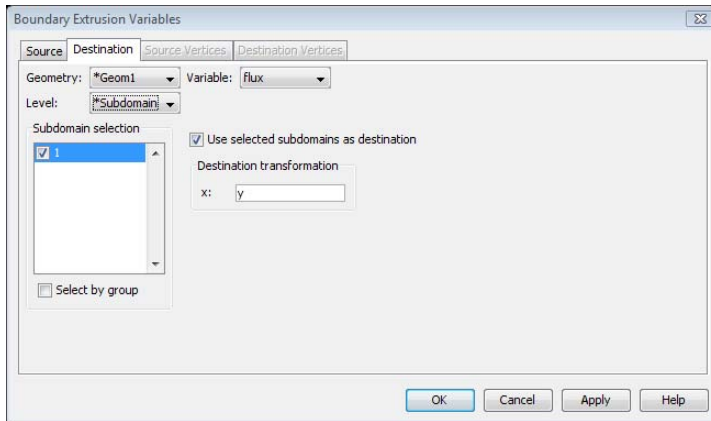 Boundary Extrusion Variables
Source Destination Source Vertices Destination Vertices
Geometry: *Geom1 Variable: flux
Level: *Subdomain
Subdomain selection
1
Use selected subdomains as destination
Destination transformation
x: y
Select by group
OK Cancel Apply Help